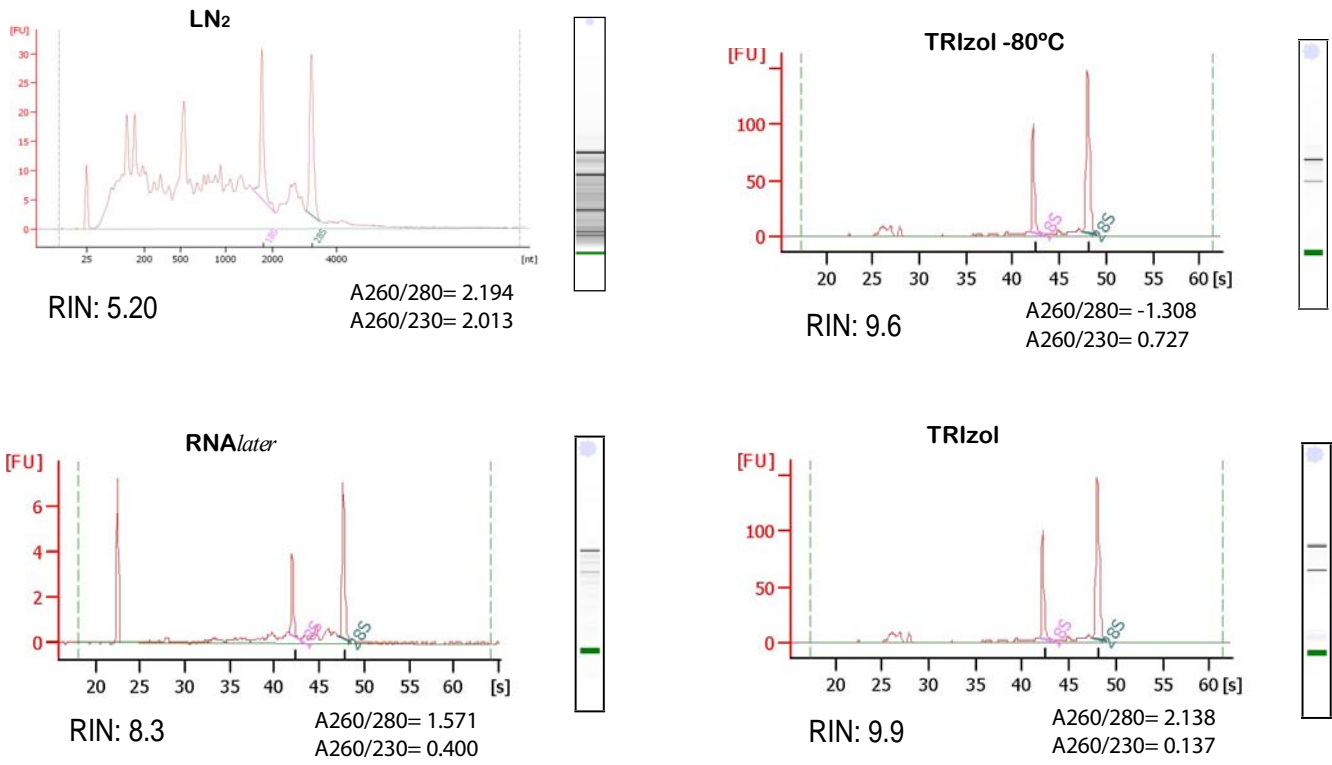 LN2
[FU]
30
25
20
15
10
5
0
18S
28S
25 200 500 1000 2000 4000 [nt]
RIN: 5.20
A260/280= 2.194
A260/230= 2.013
TRIzol -80ºC
[FU]
100
50
0
18S
28S
20 25 30 35 40 45 50 55 60 [s]
RIN: 9.6
A260/280= -1.308
A260/230= 0.727
RNAlater
[FU]
6
4
2
0
18S
28S
20 25 30 35 40 45 50 55 60 [s]
RIN: 8.3
A260/280= 1.571
A260/230= 0.400
TRIzol
[FU]
100
50
0
18S
28S
20 25 30 35 40 45 50 55 60 [s]
RIN: 9.9
A260/280= 2.138
A260/230= 0.137